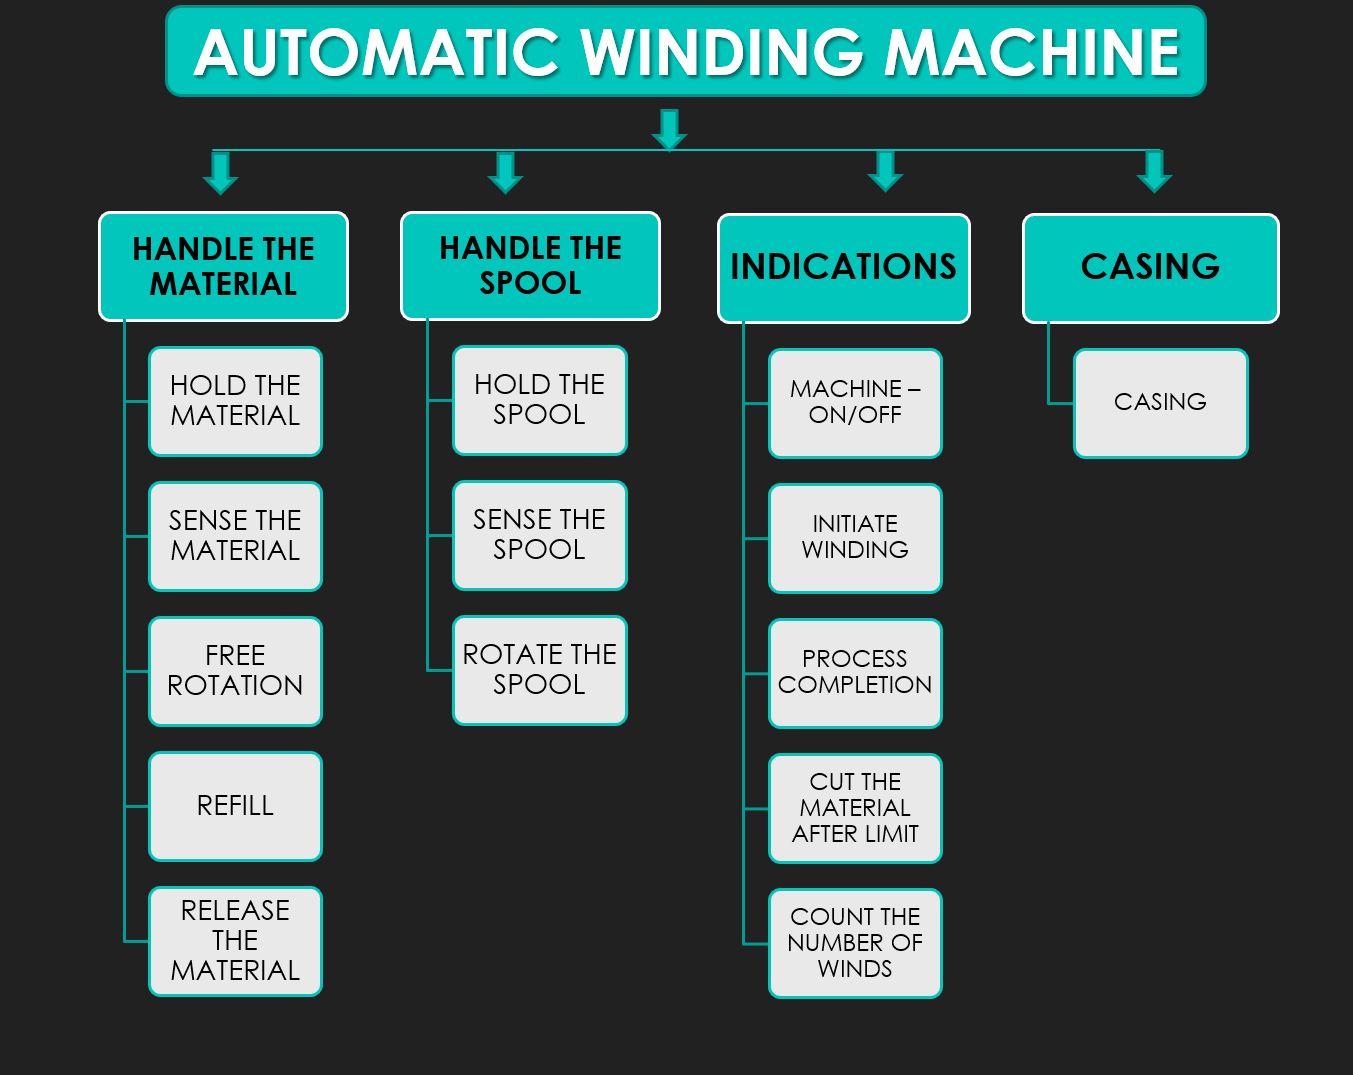 AUTOMATIC WINDING MACHINE
HANDLE THE
MATERIAL
HOLD THE
MATERIAL
SENSE THE
MATERIAL
FREE
ROTATION
REFILL
RELEASE
THE
MATERIAL
HANDLE THE
SPOOL
HOLD THE
SPOOL
SENSE THE
SPOOL
ROTATE THE
SPOOL
INDICATIONS
MACHINE –
ON/OFF
INITIATE
WINDING
PROCESS
COMPLETION
CUT THE
MATERIAL
AFTER LIMIT
COUNT THE
NUMBER OF
WINDS
CASING
CASING